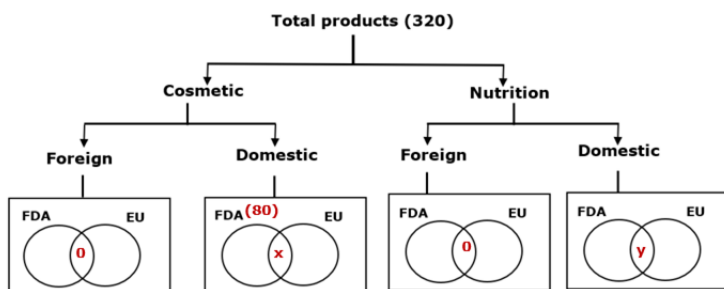 Total products (320)
Cosmetic Nutrition
Foreign Domestic Foreign Domestic
FDA EU FDA(80) EU FDA EU FDA EU
0 x 0 y